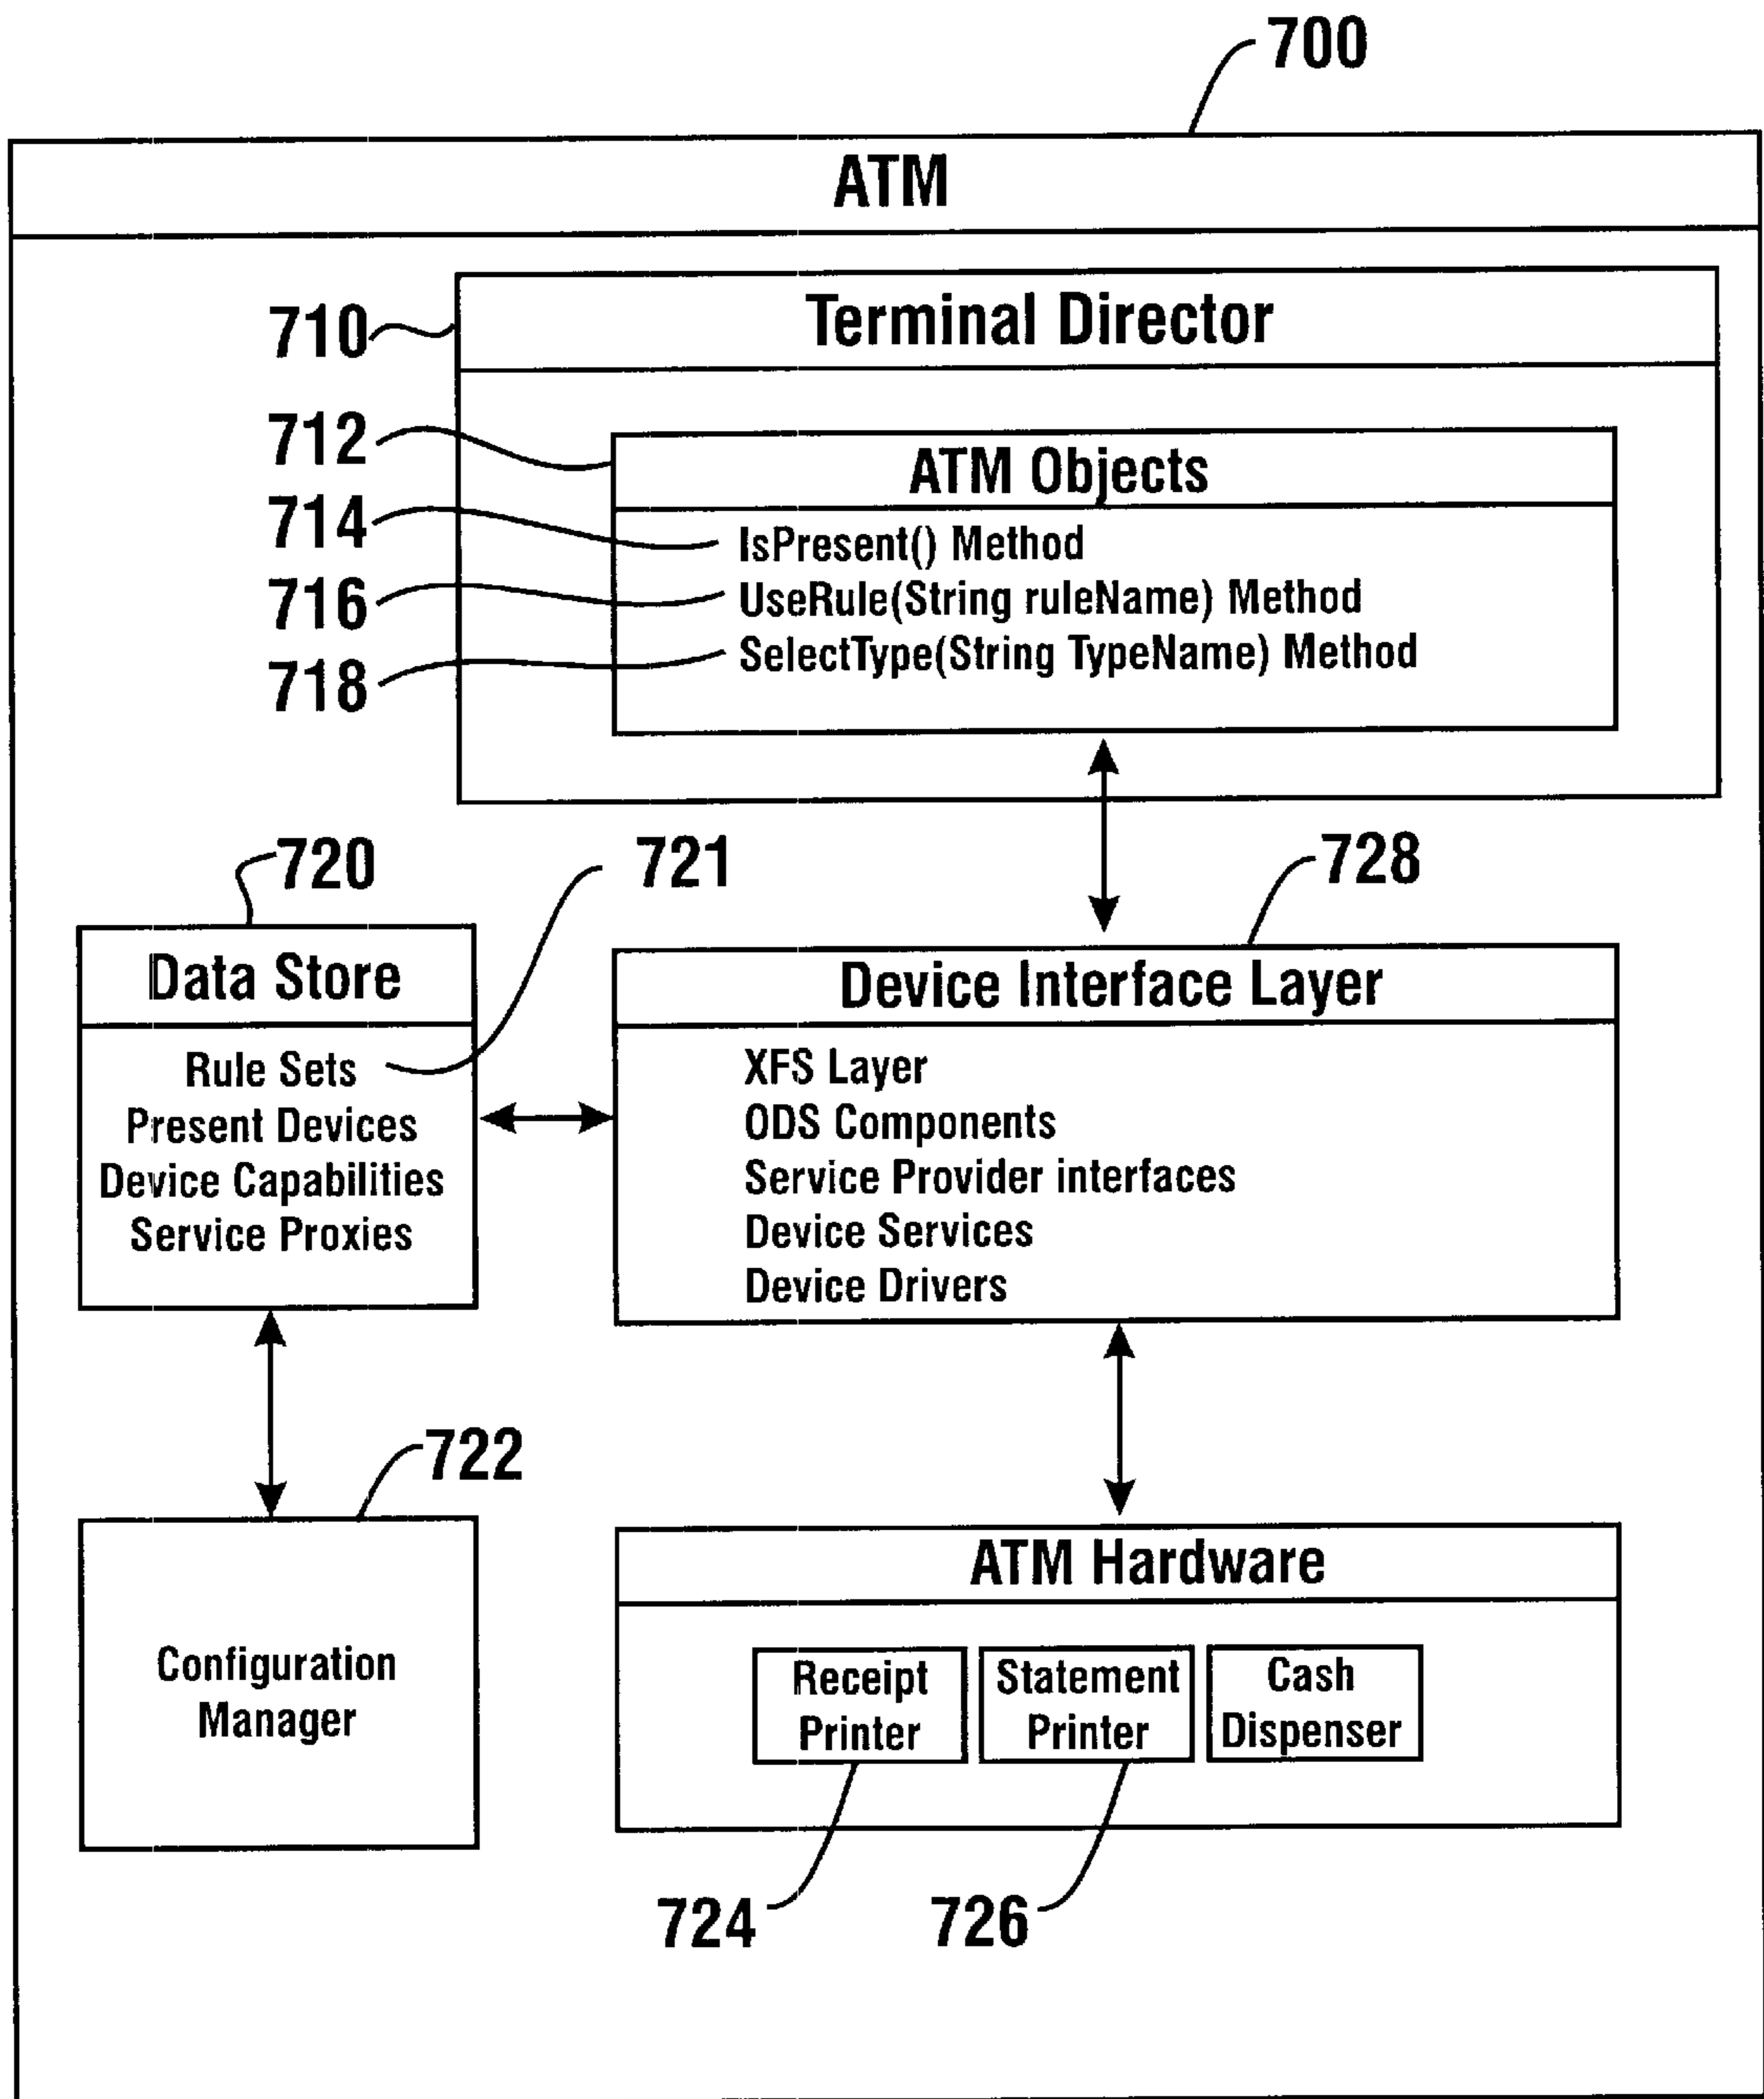 700
ATM
710
Terminal Director
712
ATM Objects
714
IsPresent() Method
716
UseRule(String ruleName) Method
718
SelectType(String TypeName) Method
720
721
728
Data Store
Rule Sets
Present Devices
Device Capabilities
Service Proxies
Device Interface Layer
XFS Layer
ODS Components
Service Provider interfaces
Device Services
Device Drivers
722
Configuration
Manager
ATM Hardware
Receipt
Printer
Statement
Printer
Cash
Dispenser
724
726